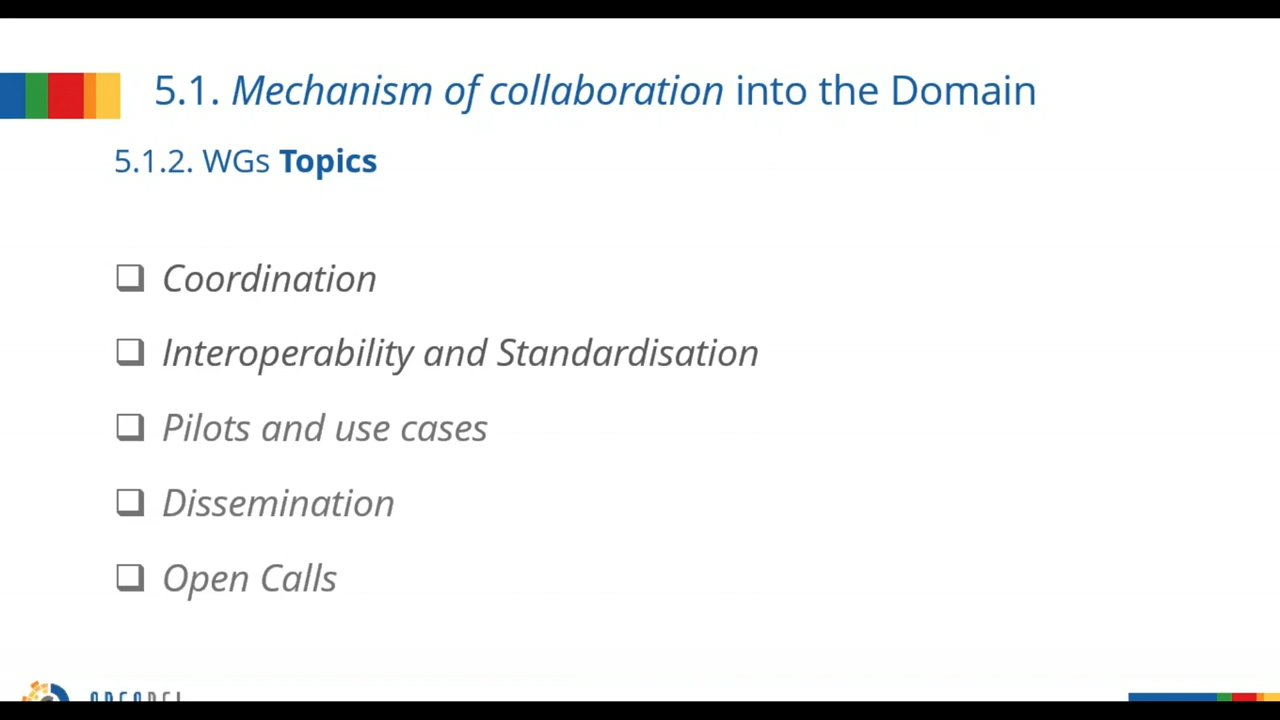 5.1. Mechanism of collaboration into the Domain
5.1.2. WGs Topics
Coordination
Interoperability and Standardisation
Pilots and use cases
Dissemination
Open Calls